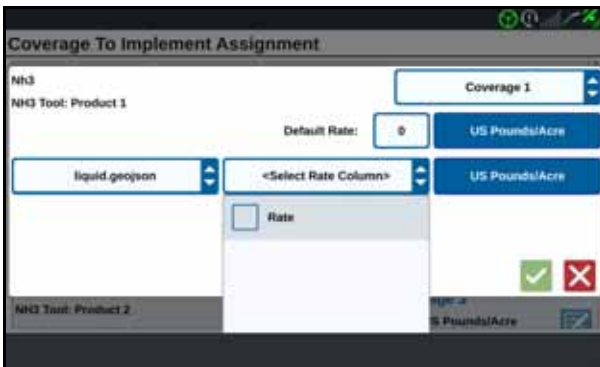 Coverage To Implement Assignment
Nh3
Coverage 1
NH3 Tool: Product 1
Default Rate: 0 US Pounds/Acre
liquid.geojson <Select Rate Column> US Pounds/Acre
Rate
NH3 Tool: Product 2
US Pounds/Acre